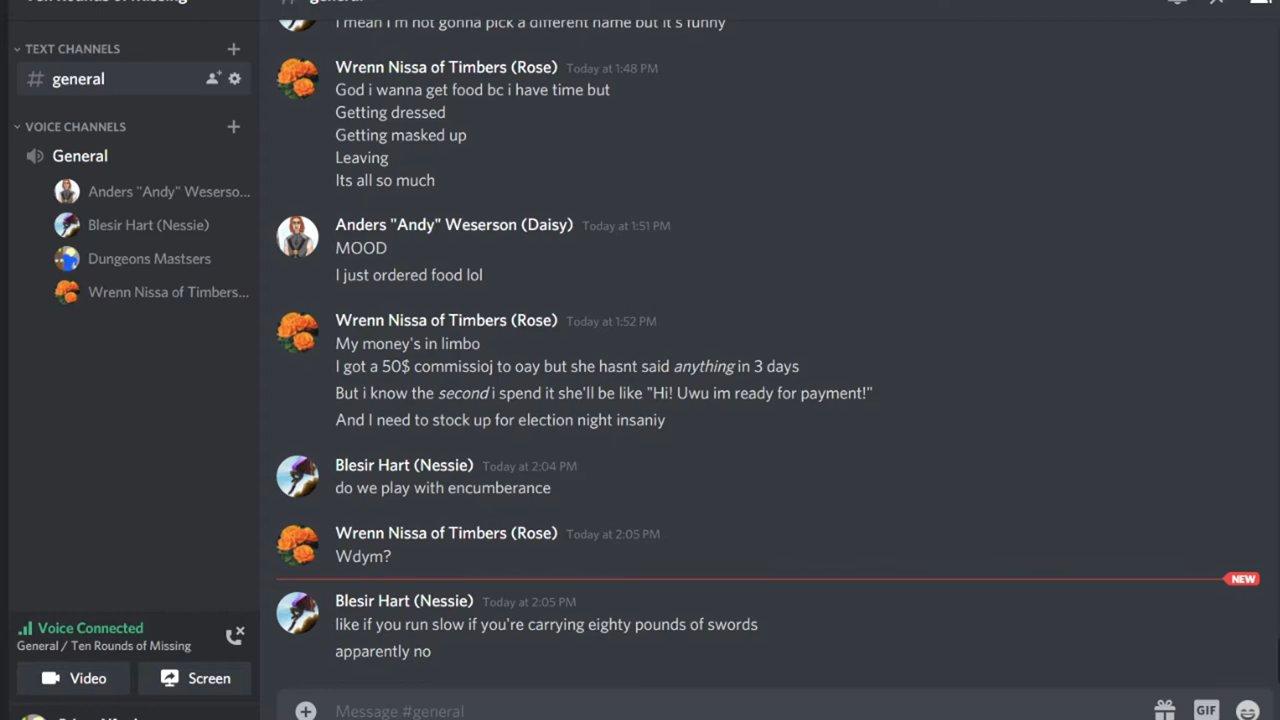 Ten Rounds of Missing
general
I mean I'm not gonna pick a different name but it's funny
TEXT CHANNELS
# general
VOICE CHANNELS
General
Anders "Andy" Weserso...
Blesir Hart (Nessie)
Dungeons Mastsers
Wrenn Nissa of Timbers...
Wrenn Nissa of Timbers (Rose) Today at 1:48 PM
God i wanna get food bc i have time but
Getting dressed
Getting masked up
Leaving
Its all so much
Anders "Andy" Weserson (Daisy) Today at 1:51 PM
MOOD
I just ordered food lol
Wrenn Nissa of Timbers (Rose) Today at 1:52 PM
My money's in limbo
I got a 50$ commissioj to oay but she hasnt said anything in 3 days
But i know the second i spend it she'll be like "Hi! Uwu im ready for payment!"
And I need to stock up for election night insaniy
Blesir Hart (Nessie) Today at 2:04 PM
do we play with encumberance
Wrenn Nissa of Timbers (Rose) Today at 2:05 PM
Wdym?
NEW
Blesir Hart (Nessie) Today at 2:05 PM
like if you run slow if you're carrying eighty pounds of swords
apparently no
Voice Connected
General / Ten Rounds of Missing
Video
Screen
Message #general
GIF